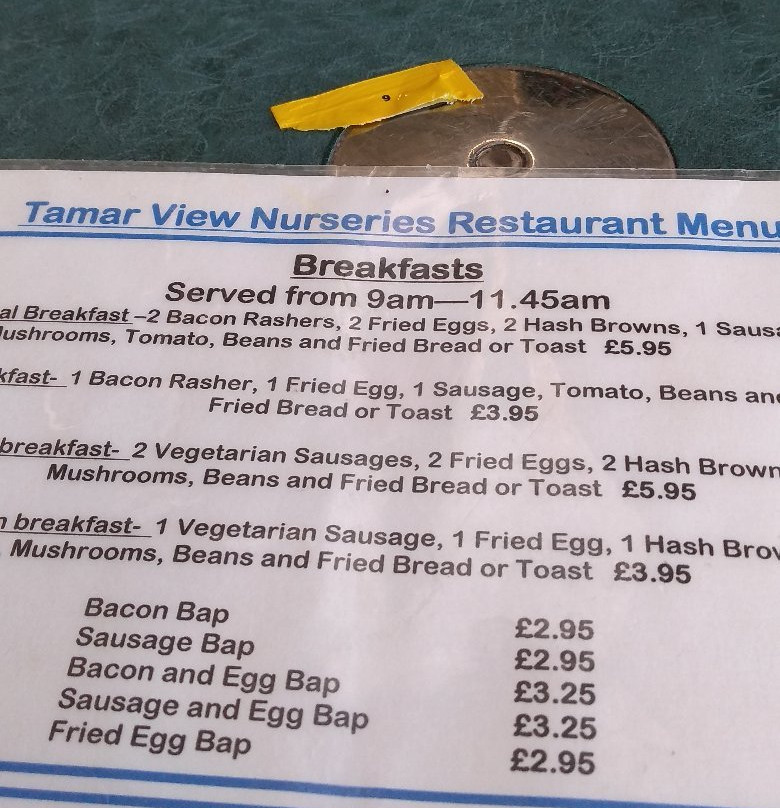 9
Tamar View Nurseries Restaurant Menu
Breakfasts
Served from 9am—11.45am
al Breakfast –2 Bacon Rashers, 2 Fried Eggs, 2 Hash Browns, 1 Sausa
Mushrooms, Tomato, Beans and Fried Bread or Toast £5.95
kfast- 1 Bacon Rasher, 1 Fried Egg, 1 Sausage, Tomato, Beans and
Fried Bread or Toast £3.95
breakfast- 2 Vegetarian Sausages, 2 Fried Eggs, 2 Hash Brown
Mushrooms, Beans and Fried Bread or Toast £5.95
n breakfast- 1 Vegetarian Sausage, 1 Fried Egg, 1 Hash Brow
Mushrooms, Beans and Fried Bread or Toast £3.95
Bacon Bap £2.95
Sausage Bap £2.95
Bacon and Egg Bap £3.25
Sausage and Egg Bap £3.25
Fried Egg Bap £2.95